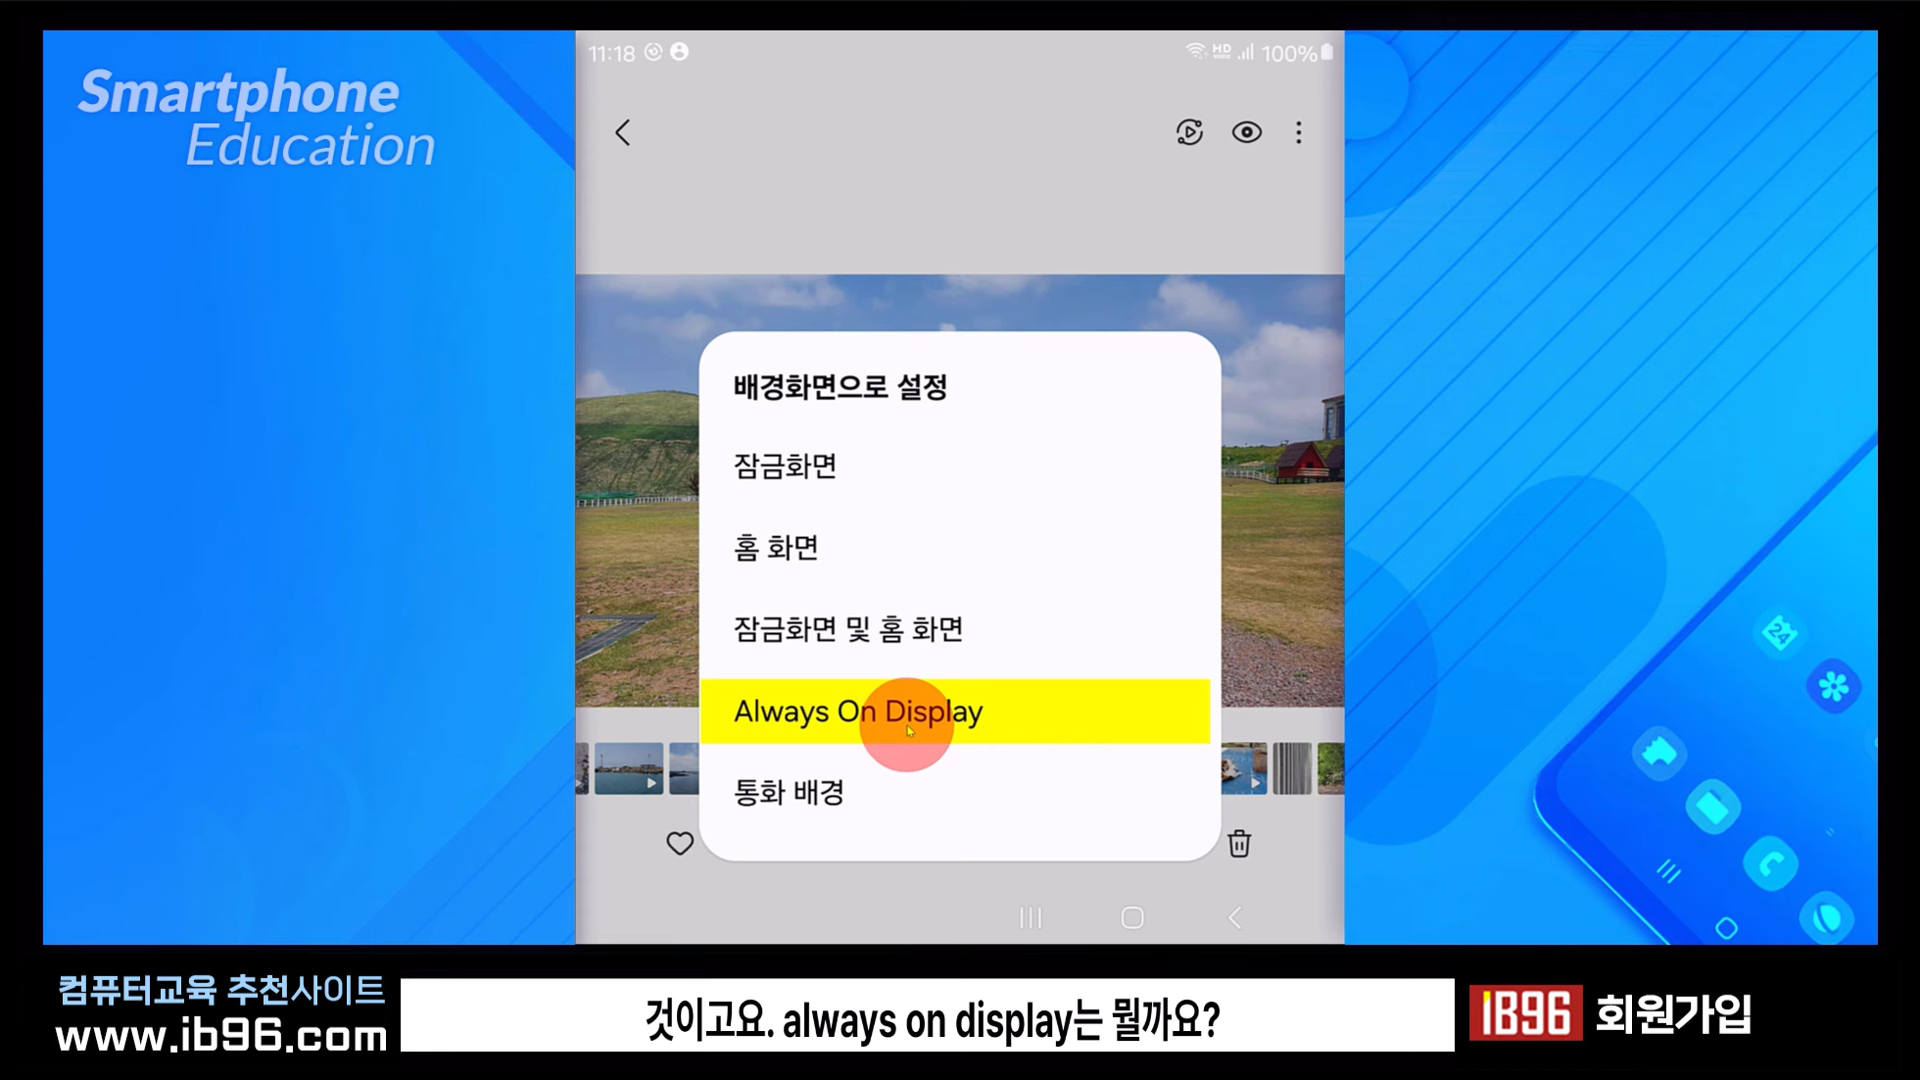 Smartphone
Education
11:18
HD
100%
배경화면으로 설정
잠금화면
홈 화면
잠금화면 및 홈 화면
Always On Display
통화 배경
24
컴퓨터교육 추천사이트
www.ib96.com
것이고요. always on display는 뭘까요?
IB96 회원가입